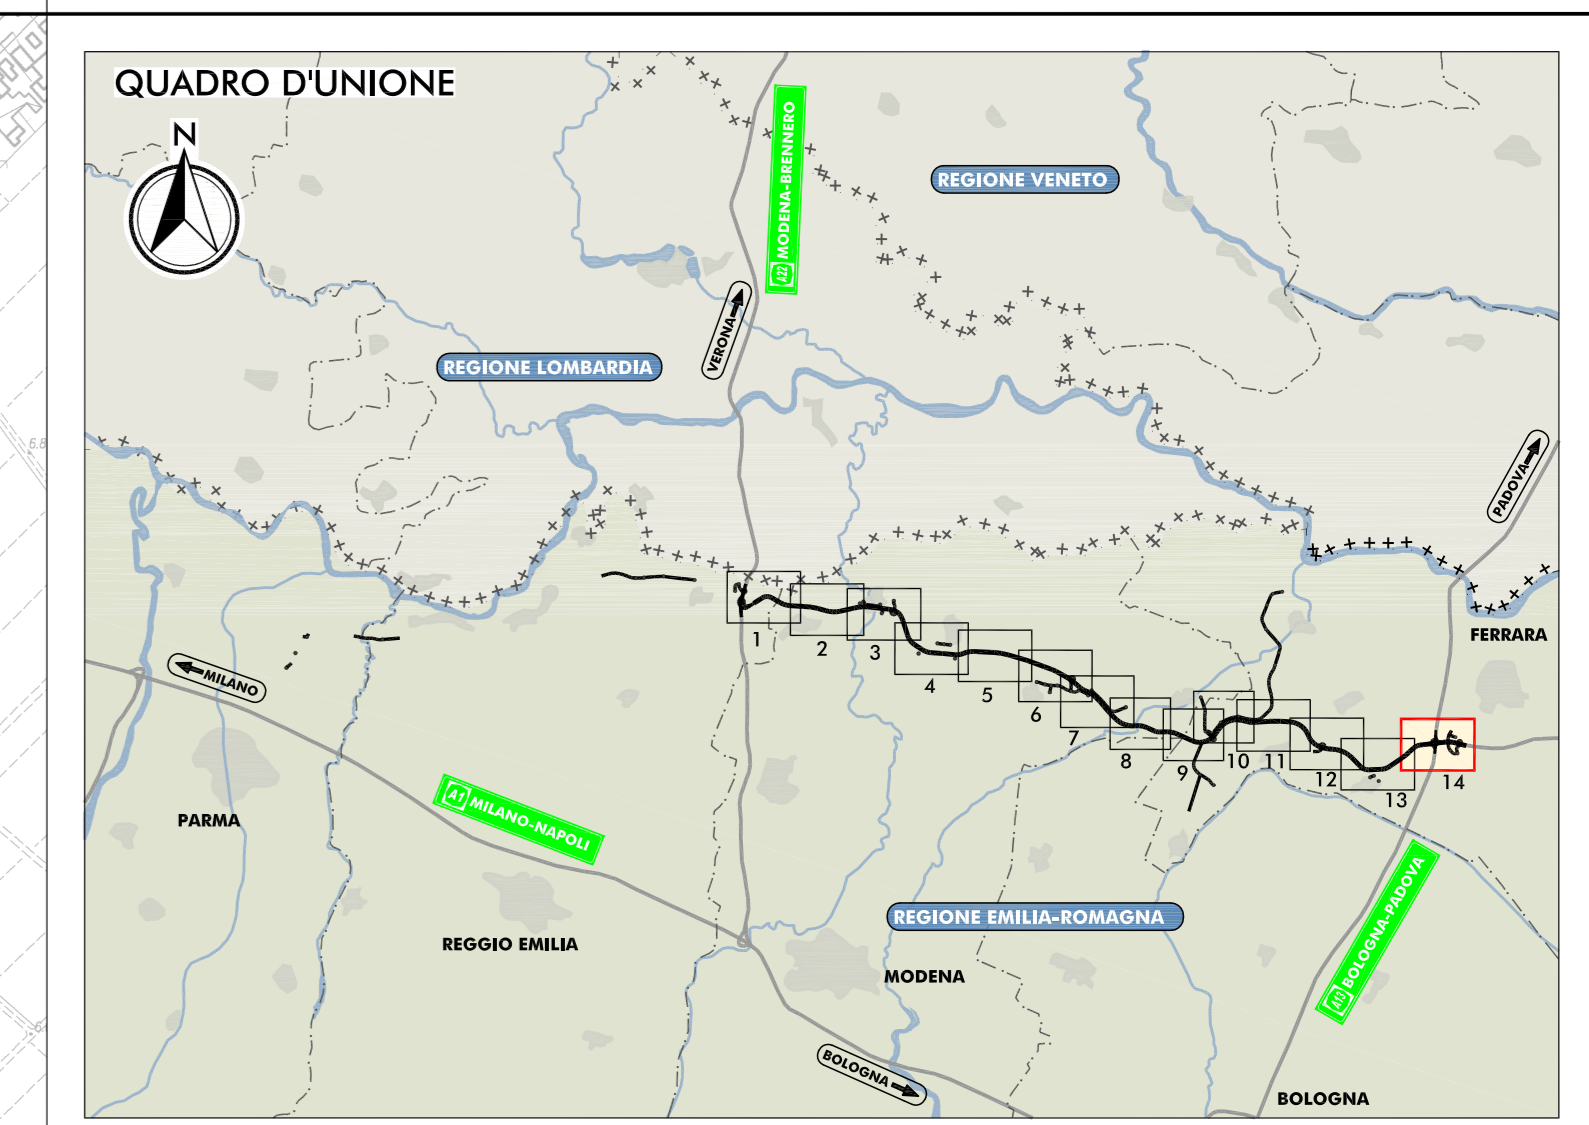 QUADRO D'UNIONE
N
A22 MODENA-BRENNERO
REGIONE VENETO
VERONA
REGIONE LOMBARDIA
PADOVA
FERRARA
MILANO
1
2
3
4
5
6
7
8
9
10
11
12
13
14
PARMA
A1 MILANO-NAPOLI
REGGIO EMILIA
REGIONE EMILIA-ROMAGNA
MODENA
A13 BOLOGNA-PADOVA
BOLOGNA
BOLOGNA